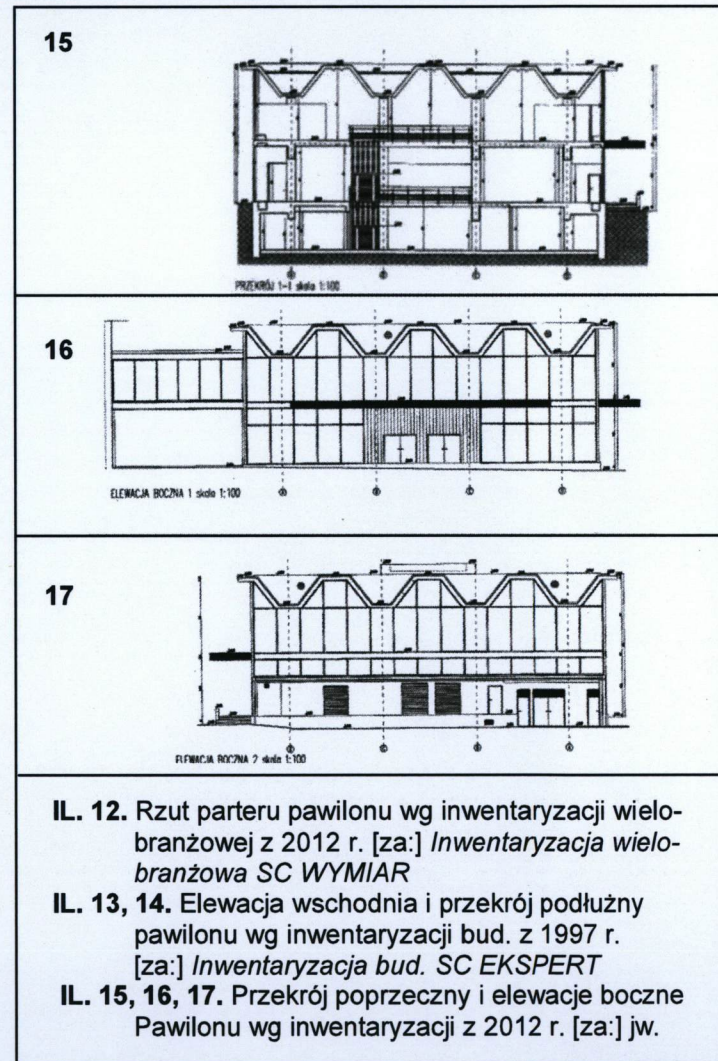 15
PRZEKRÓJ 1-1 skala 1:100
16
ELEWACJA BOCZNA 1 skala 1:100
17
ELEWACJA BOCZNA 2 skala 1:100
IL. 12. Rzut parteru pawilonu wg inwentaryzacji wielo-
branżowej z 2012 r. [za:] Inwentaryzacja wielo-
branżowa SC WYMIAR
IL. 13, 14. Elewacja wschodnia i przekrój podłużny
pawilonu wg inwentaryzacji bud. z 1997 r.
[za:] Inwentaryzacja bud. SC EKSPERT
IL. 15, 16, 17. Przekrój poprzeczny i elewacje boczne
Pawilonu wg inwentaryzacji z 2012 r. [za:] jw.